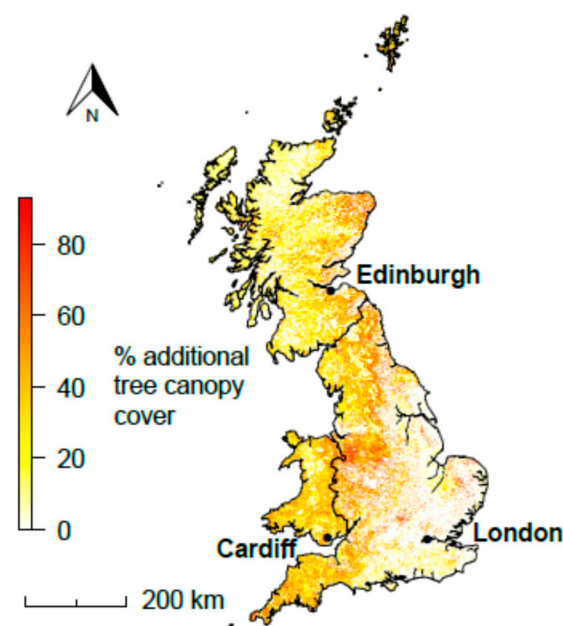 N
80
60
40
20
0
% additional
tree canopy
cover
Edinburgh
Cardiff
London
200 km